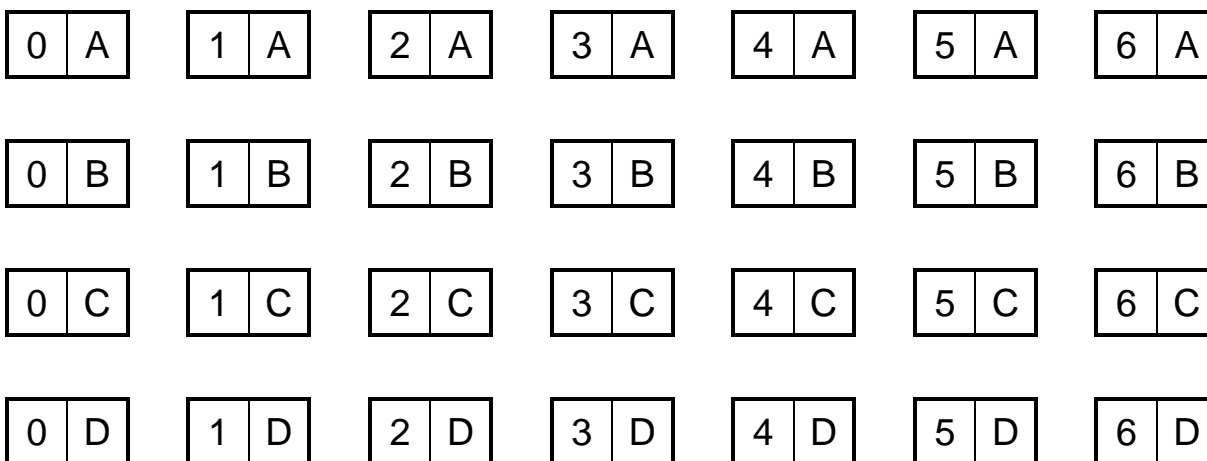 0 A 1 A 2 A 3 A 4 A 5 A 6 A
0 B 1 B 2 B 3 B 4 B 5 B 6 B
0 C 1 C 2 C 3 C 4 C 5 C 6 C
0 D 1 D 2 D 3 D 4 D 5 D 6 D